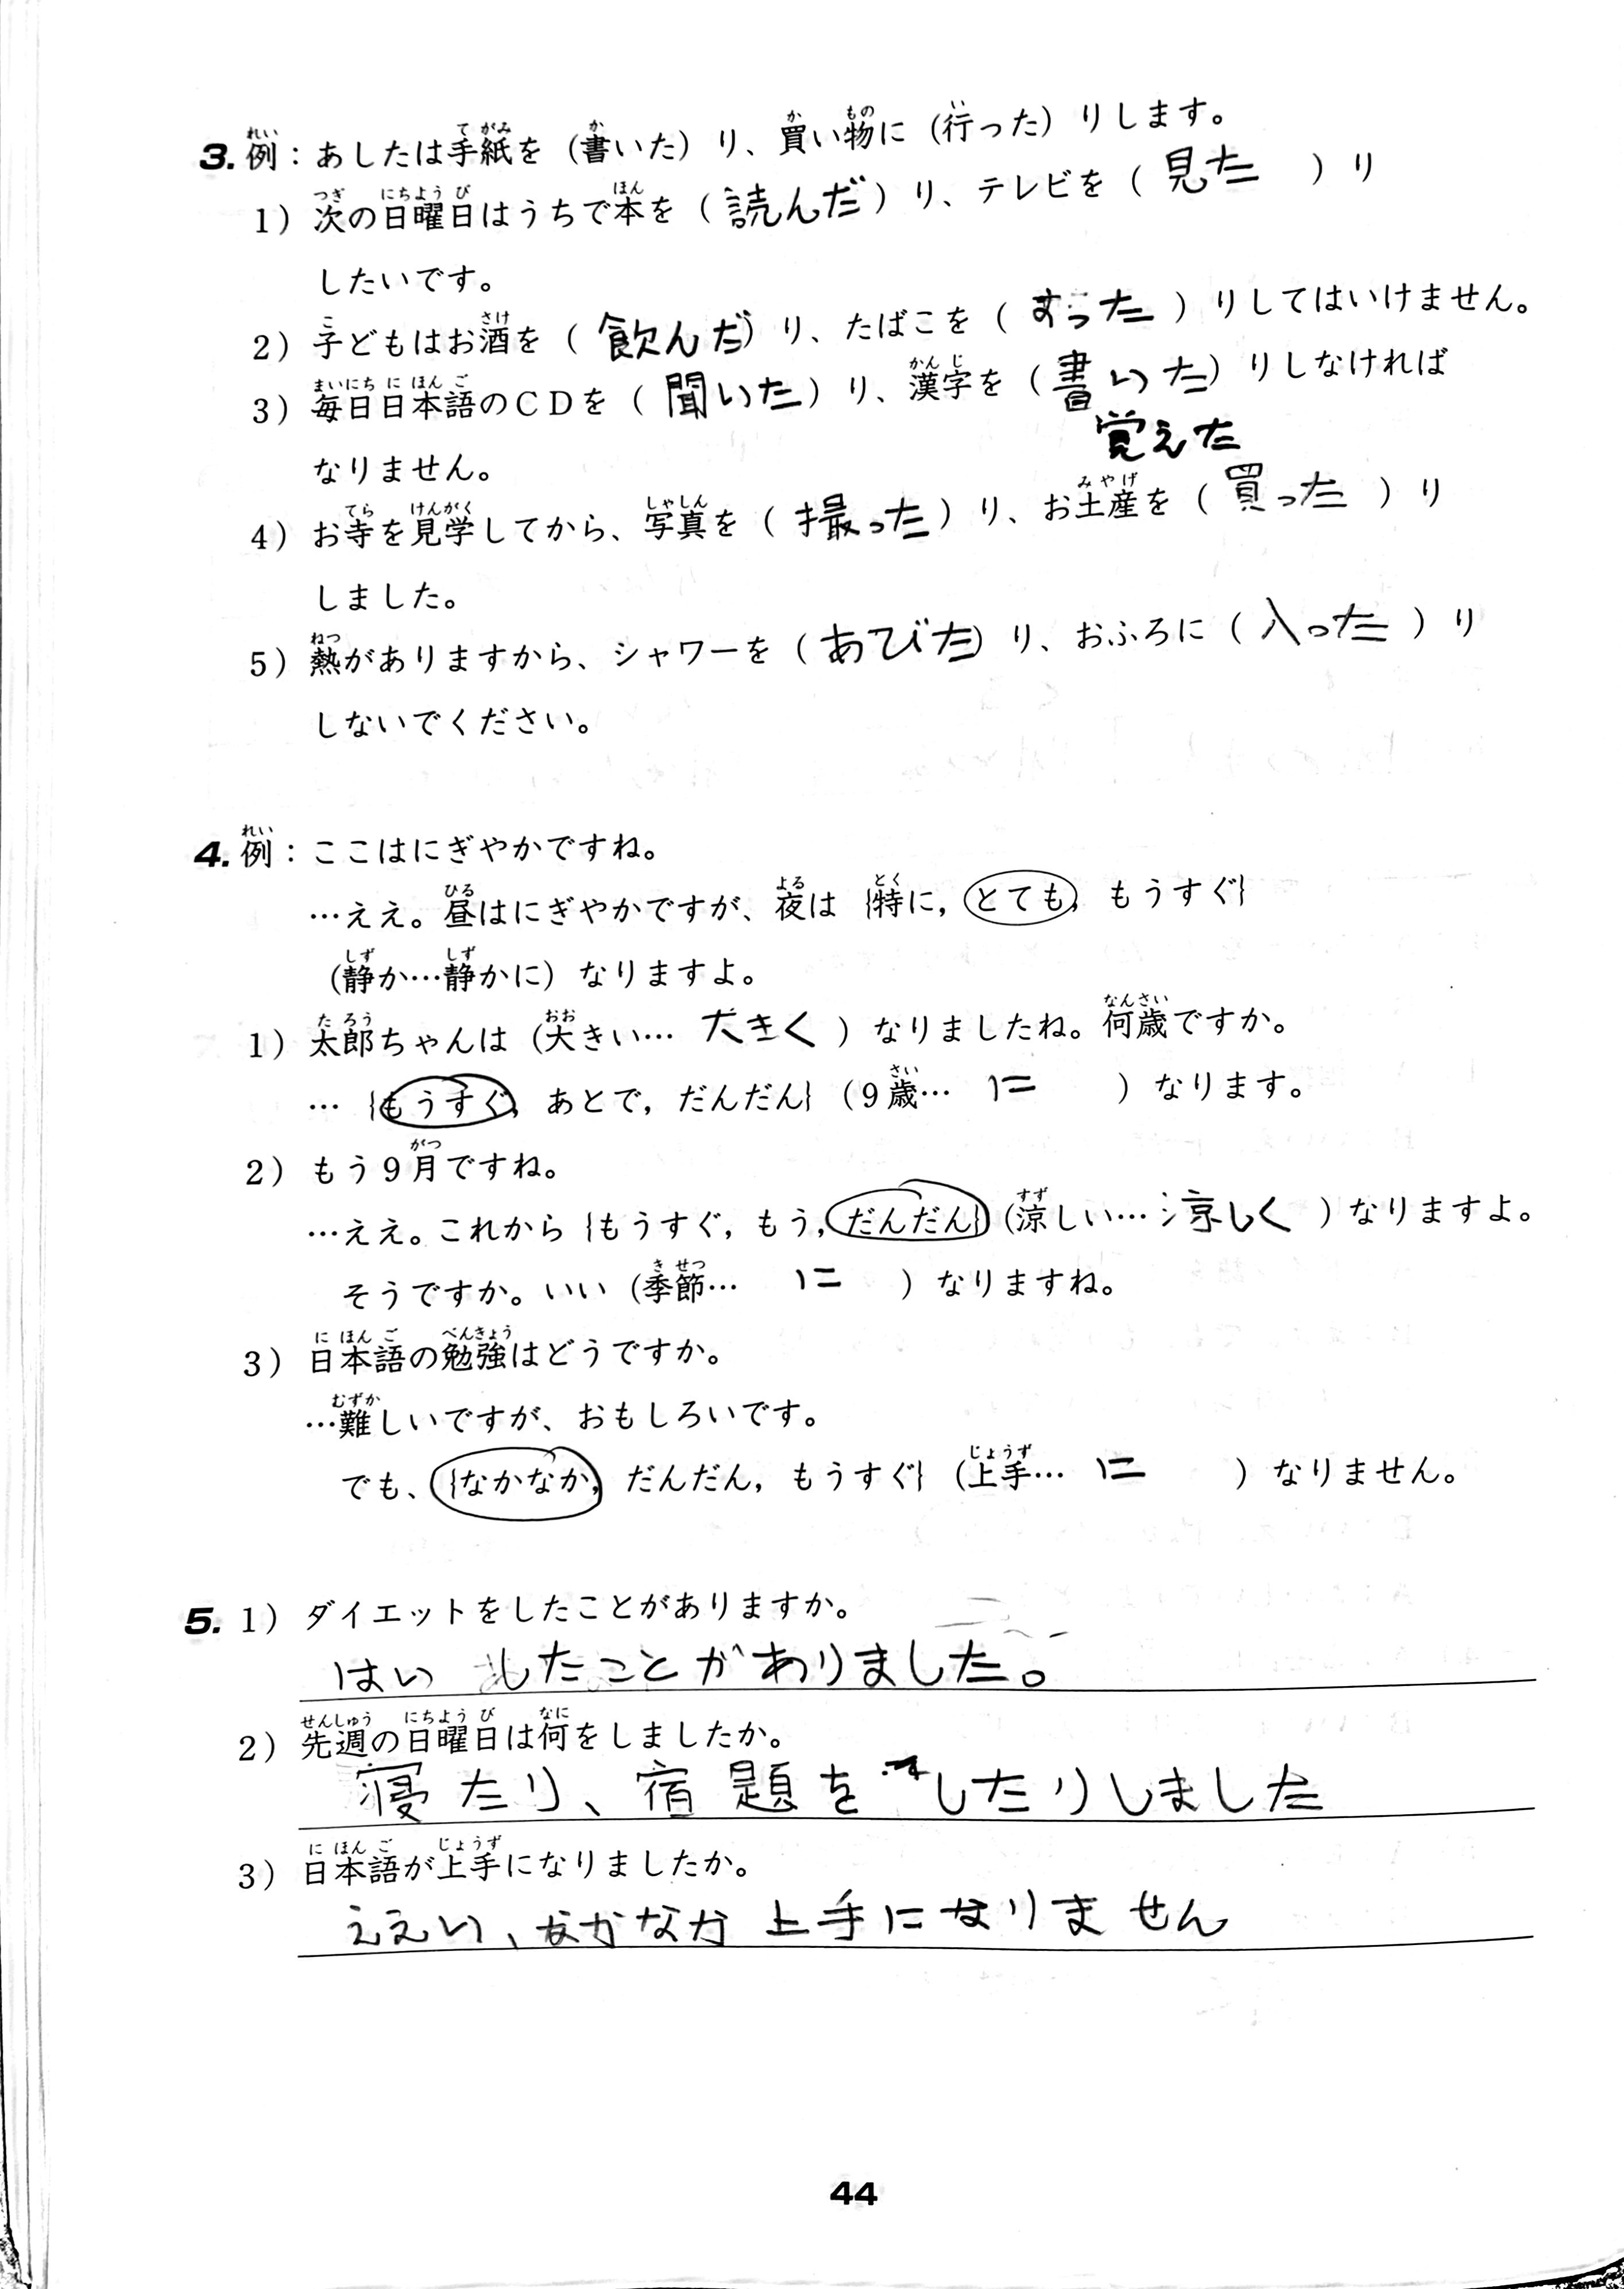 3. 例：あしたは手紙を（書いた）り、買い物に（行った）りします。
1）次の日曜日はうちで本を（読んだ）り、テレビを（見た）り
したいです。
2）子どもはお酒を（飲んだ）り、たばこを（すった）りしてはいけません。
3）毎日日本語のCDを（聞いた）り、漢字を（書いた）りしなければ
覚えた
なりません。
4）お寺を見学してから、写真を（撮った）り、お土産を（買った）り
しました。
5）熱がありますから、シャワーを（あびた）り、おふろに（入った）り
しないでください。
4. 例：ここはにぎやかですね。
…ええ。昼はにぎやかですが、夜は {特に, とても, もうすぐ}
（静か…静かに）なりますよ。
1）太郎ちゃんは（大きい…大きく）なりましたね。何歳ですか。
…{もうすぐ, あとで, だんだん}（9歳…に）なります。
2）もう9月ですね。
…ええ。これから {もうすぐ, もう, だんだん}（涼しい…涼しく）なりますよ。
そうですか。いい（季節…に）なりますね。
3）日本語の勉強はどうですか。
…難しいですが、おもしろいです。
でも、{なかなか, だんだん, もうすぐ}（上手…に）なりません。
5. 1）ダイエットをしたことがありますか。
はい したことがありました。
2）先週の日曜日は何をしましたか。
寝たり、宿題をしたりしました
3）日本語が上手になりましたか。
ええい、なかなか上手になりません
44